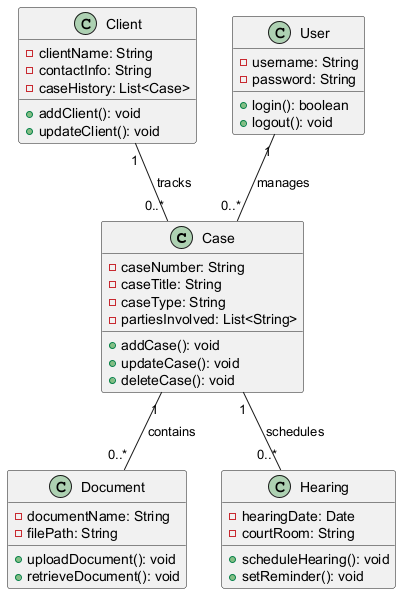 C Client
clientName: String
contactInfo: String
caseHistory: List<Case>
addClient(): void
updateClient(): void
C User
username: String
password: String
login(): boolean
logout(): void
1
1
tracks
manages
0..*
0..*
C Case
caseNumber: String
caseTitle: String
caseType: String
partiesInvolved: List<String>
addCase(): void
updateCase(): void
deleteCase(): void
1
1
contains
schedules
0..*
0..*
C Document
documentName: String
filePath: String
uploadDocument(): void
retrieveDocument(): void
C Hearing
hearingDate: Date
courtRoom: String
scheduleHearing(): void
setReminder(): void